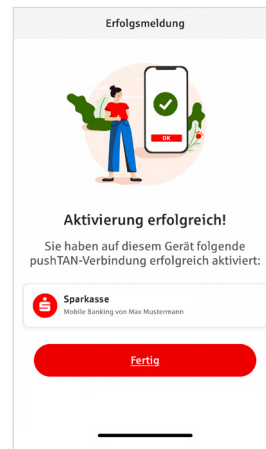 Erfolgsmeldung
OK
Aktivierung erfolgreich!
Sie haben auf diesem Gerät folgende
pushTAN-Verbindung erfolgreich aktiviert:
Sparkasse
Mobile Banking von Max Mustermann
Fertig